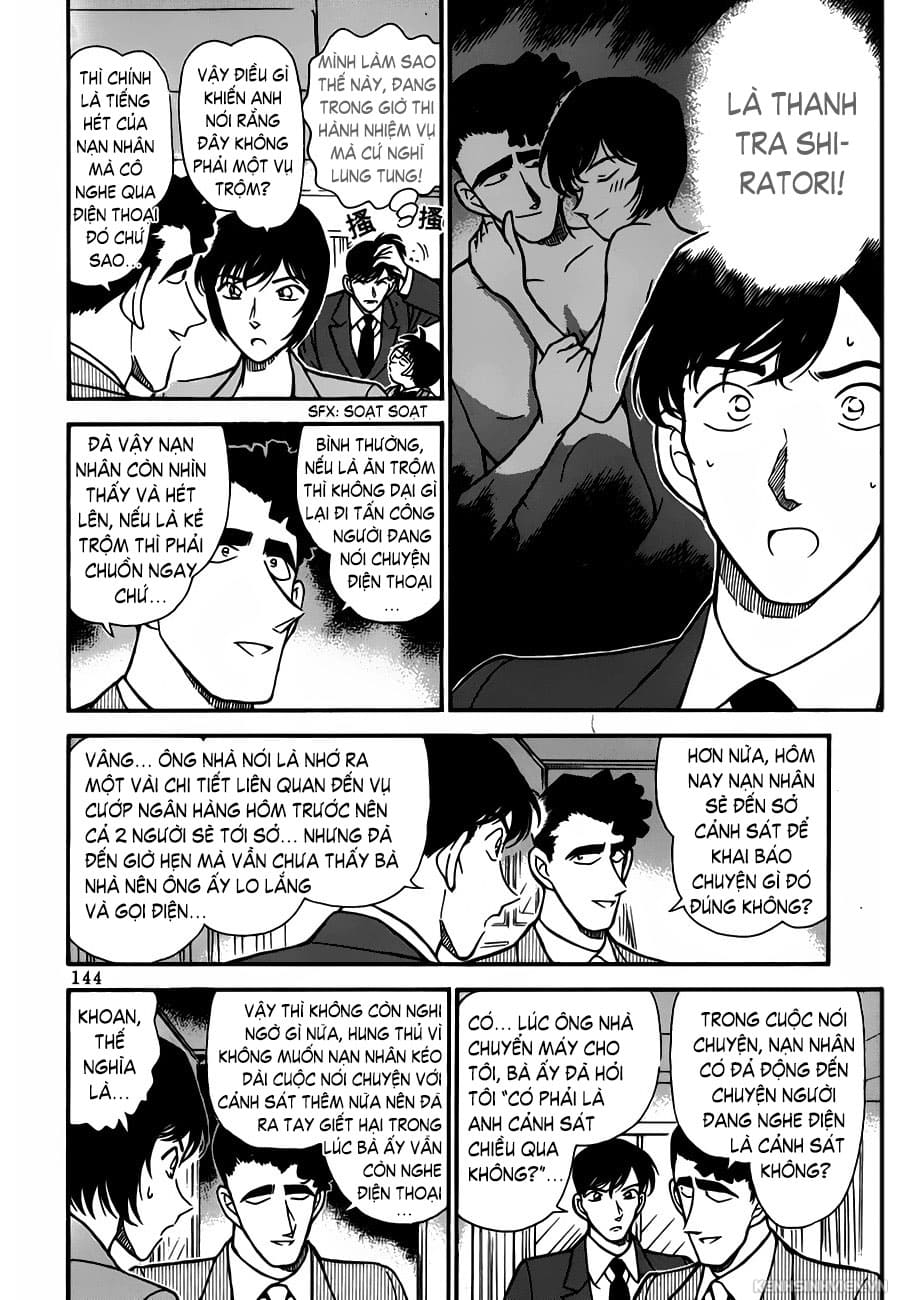 LÀ THANH
TRA SHI-
RATORI!
MÌNH LÀM SAO
THẾ NÀY, ĐANG
TRONG GIỜ THI
HÀNH NHIỆM VỤ
MÀ CỨ NGHĨ
LUNG TUNG!
搔
搔
VẬY ĐIỀU GÌ
KHIẾN ANH
NÓI RẰNG
ĐÂY KHÔNG
PHẢI MỘT VỤ
TRỘM?
THÌ CHÍNH
LÀ TIẾNG
HÉT CỦA
NẠN NHÂN
MÀ CÔ
NGHE QUA
ĐIỆN THOẠI
ĐÓ CHỨ
SAO...
SFX: SOẠT SOẠT
BÌNH THƯỜNG,
NẾU LÀ ĂN TRỘM
THÌ KHÔNG DẠI GÌ
LẠI ĐI TẤN CÔNG
NGƯỜI ĐANG
NÓI CHUYỆN
ĐIỆN THOẠI
...
ĐÃ VẬY NẠN
NHÂN CÒN NHÌN
THẤY VÀ HÉT
LÊN, NẾU LÀ KẺ
TRỘM THÌ PHẢI
CHUỒN NGAY
CHỨ...
HƠN NỮA, HÔM
NAY NẠN NHÂN
SẼ ĐẾN SỞ
CẢNH SÁT ĐỂ
KHAI BÁO
CHUYỆN GÌ ĐÓ
ĐÚNG KHÔNG?
VÂNG... ÔNG NHÀ NÓI LÀ NHỚ RA
MỘT VÀI CHI TIẾT LIÊN QUAN ĐẾN VỤ
CƯỚP NGÂN HÀNG HÔM TRƯỚC NÊN
CẢ 2 NGƯỜI SẼ TỚI SỞ... NHƯNG ĐÃ
ĐẾN GIỜ HẸN MÀ VẪN CHƯA THẤY BÀ
NHÀ NÊN ÔNG ẤY LO LẮNG
VÀ GỌI ĐIỆN...
144
TRONG CUỘC NÓI
CHUYỆN, NẠN NHÂN
CÓ ĐẢ ĐỘNG ĐẾN
CHUYỆN NGƯỜI
ĐANG NGHE ĐIỆN
LÀ CẢNH SÁT
KHÔNG?
CÓ... LÚC ÔNG NHÀ
CHUYỂN MÁY CHO
TÔI, BÀ ẤY ĐÃ HỎI
TÔI "CÓ PHẢI LÀ
ANH CẢNH SÁT
CHIỀU QUA
KHÔNG?"...
VẬY THÌ KHÔNG CÒN NGHI
NGỜ GÌ NỮA, HUNG THỦ VÌ
KHÔNG MUỐN NẠN NHÂN KÉO
DÀI CUỘC NÓI CHUYỆN VỚI
CẢNH SÁT THÊM NỮA NÊN ĐÃ
RA TAY GIẾT HẠI TRONG
LÚC BÀ ẤY VẪN
CÒN NGHE
ĐIỆN THOẠI
...
KHOAN,
THẾ
NGHĨA
LÀ...
KENHSINHVIEN.VN